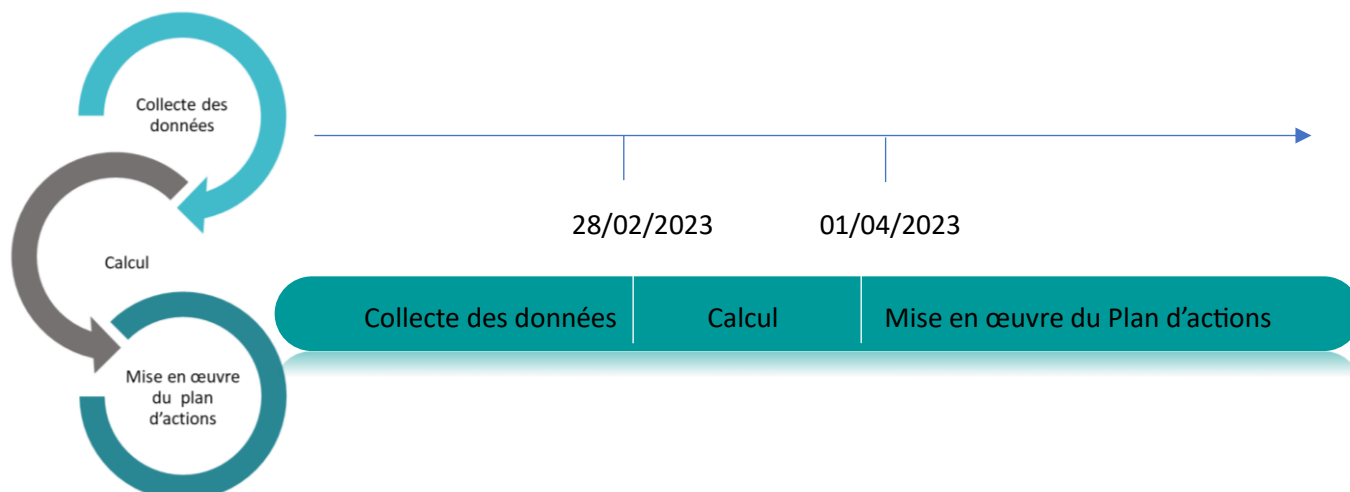 Collecte des
données
Calcul
Mise en œuvre
du plan
d'actions
28/02/2023
01/04/2023
Collecte des données
Calcul
Mise en œuvre du Plan d'actions